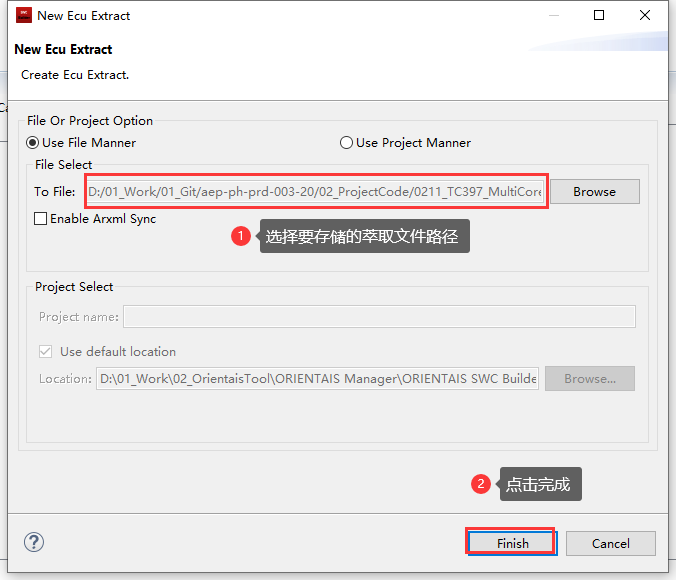 New Ecu Extract
New Ecu Extract
Create Ecu Extract.
File Or Project Option
Use File Manner
Use Project Manner
File Select
To File:
D:/01_Work/01_Git/aep-ph-prd-003-20/02_ProjectCode/0211_TC397_MultiCore
Browse
Enable Arxml Sync
1
选择要存储的萃取文件路径
Project Select
Project name:
Use default location
Location:
D:\01_Work\02_OrientaisTool\ORIENTAIS Manager\ORIENTAIS SWC Builde
Browse...
2
点击完成
?
Finish
Cancel